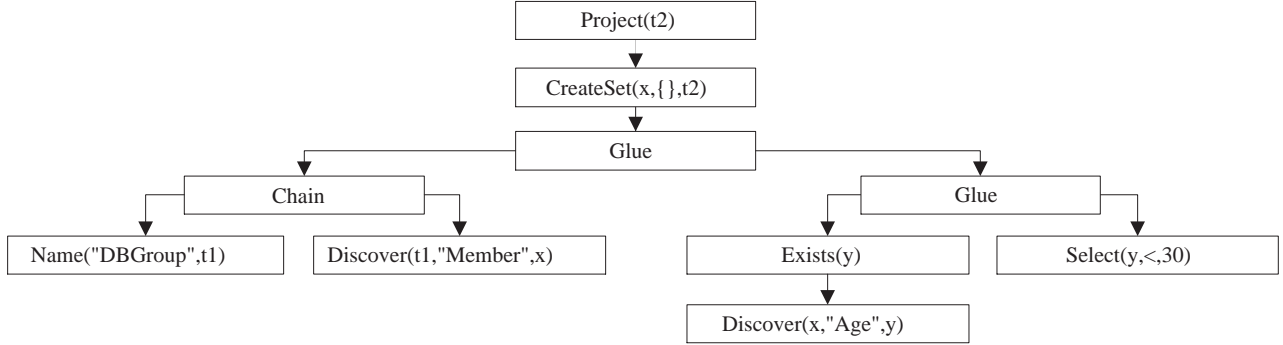 Project(t2)
CreateSet(x,{},t2)
Glue
Chain
Glue
Name("DBGroup",t1)
Discover(t1,"Member",x)
Exists(y)
Select(y,<,30)
Discover(x,"Age",y)